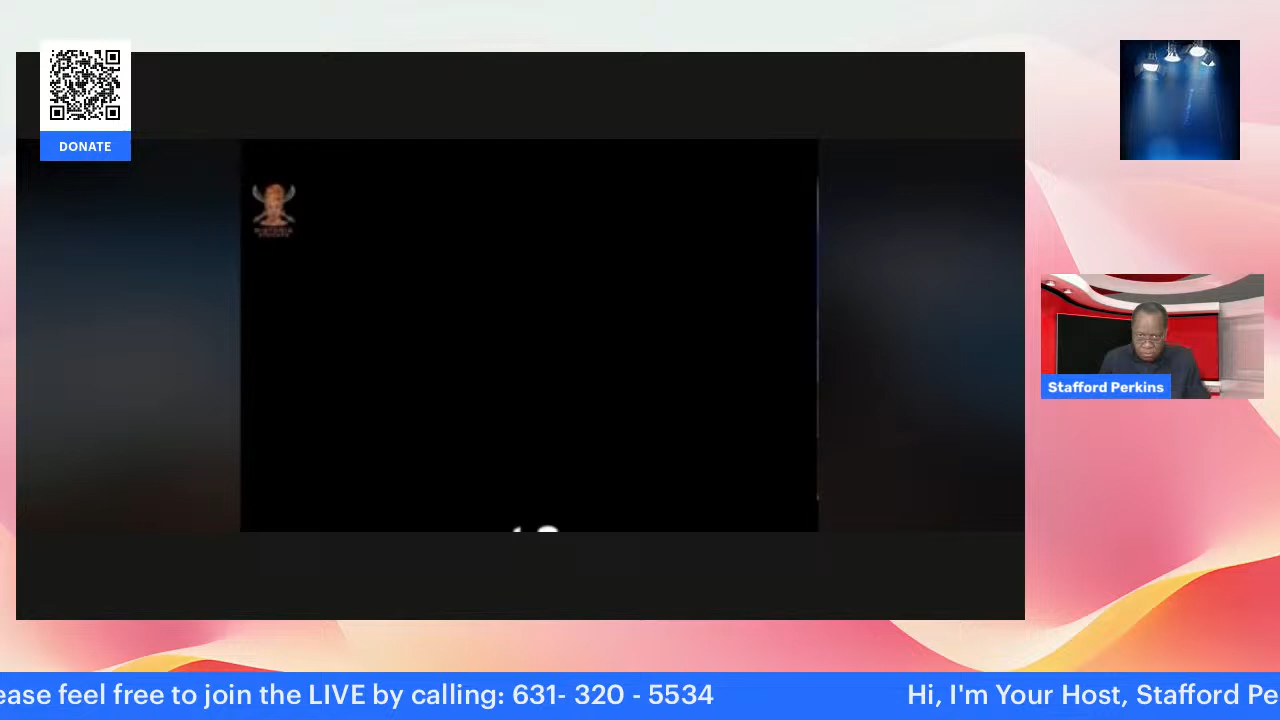 DONATE
Stafford Perkins
ease feel free to join the LIVE by calling: 631- 320 - 5534
Hi, I'm Your Host, Stafford Pe